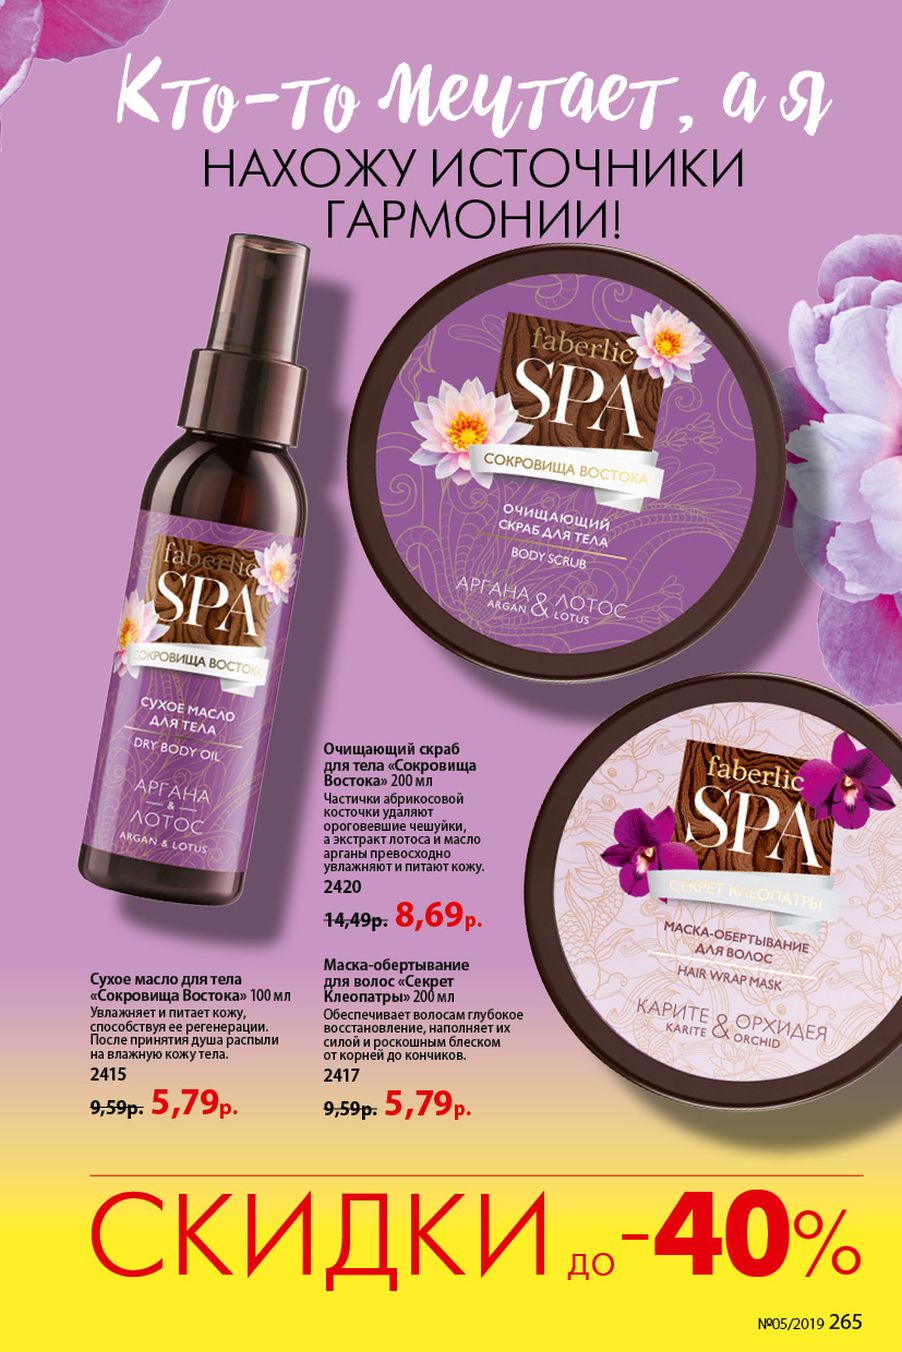 Кто-то мечтает, а я
НАХОЖУ ИСТОЧНИКИ
ГАРМОНИИ!
faberlic
SPA
СОКРОВИЩА ВОСТОКА
ОЧИЩАЮЩИЙ
СКРАБ ДЛЯ ТЕЛА
BODY SCRUB
АРГАНА & ЛОТОС
ARGAN & LOTUS
faberlic
SPA
СОКРОВИЩА ВОСТОКА
СУХОЕ МАСЛО
ДЛЯ ТЕЛА
DRY BODY OIL
АРГАНА
&
ЛОТОС
ARGAN & LOTUS
faberlic
SPA
СЕКРЕТ КЛЕОПАТРЫ
МАСКА-ОБЕРТЫВАНИЕ
ДЛЯ ВОЛОС
HAIR WRAP MASK
КАРИТЕ & ОРХИДЕЯ
KARITE & ORCHID
Очищающий скраб
для тела «Сокровища
Востока» 200 мл
Частички абрикосовой
косточки удаляют
ороговевшие чешуйки,
а экстракт лотоса и масло
арганы превосходно
увлажняют и питают кожу.
2420
14,49р. 8,69р.
Сухое масло для тела
«Сокровища Востока» 100 мл
Увлажняет и питает кожу,
способствуя ее регенерации.
После принятия душа распыли
на влажную кожу тела.
2415
9,59р. 5,79р.
Маска-обертывание
для волос «Секрет
Клеопатры» 200 мл
Обеспечивает волосам глубокое
восстановление, наполняет их
силой и роскошным блеском
от корней до кончиков.
2417
9,59р. 5,79р.
СКИДКИ до -40%
№05/2019 265